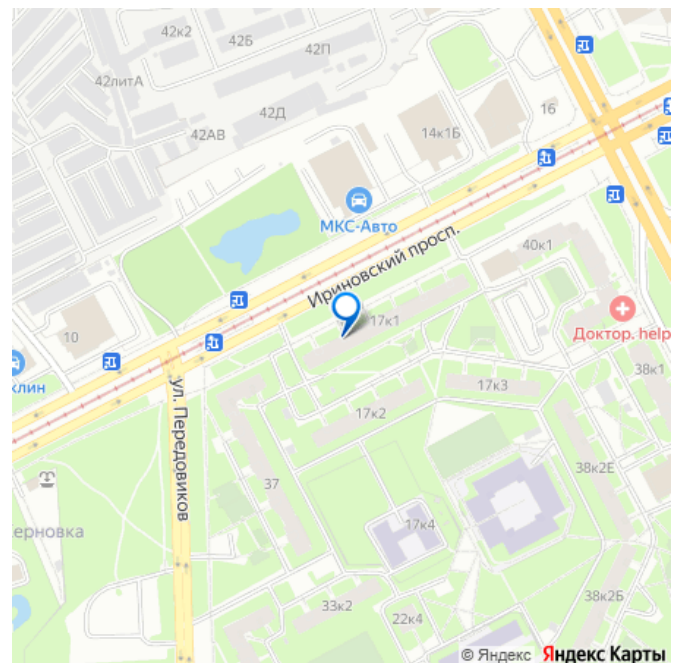 42к2
42Б
42П
42литА
42Д
42АВ
14к1Б
16
МКС-Авто
Ириновский просп.
40к1
10
17к1
Доктор. help
клин
38к1
17к3
17к2
ул. Передовиков
37
38к2Е
17к4
ерновка
33к2
22к4
38к2Б
© Яндекс Яндекс Карты